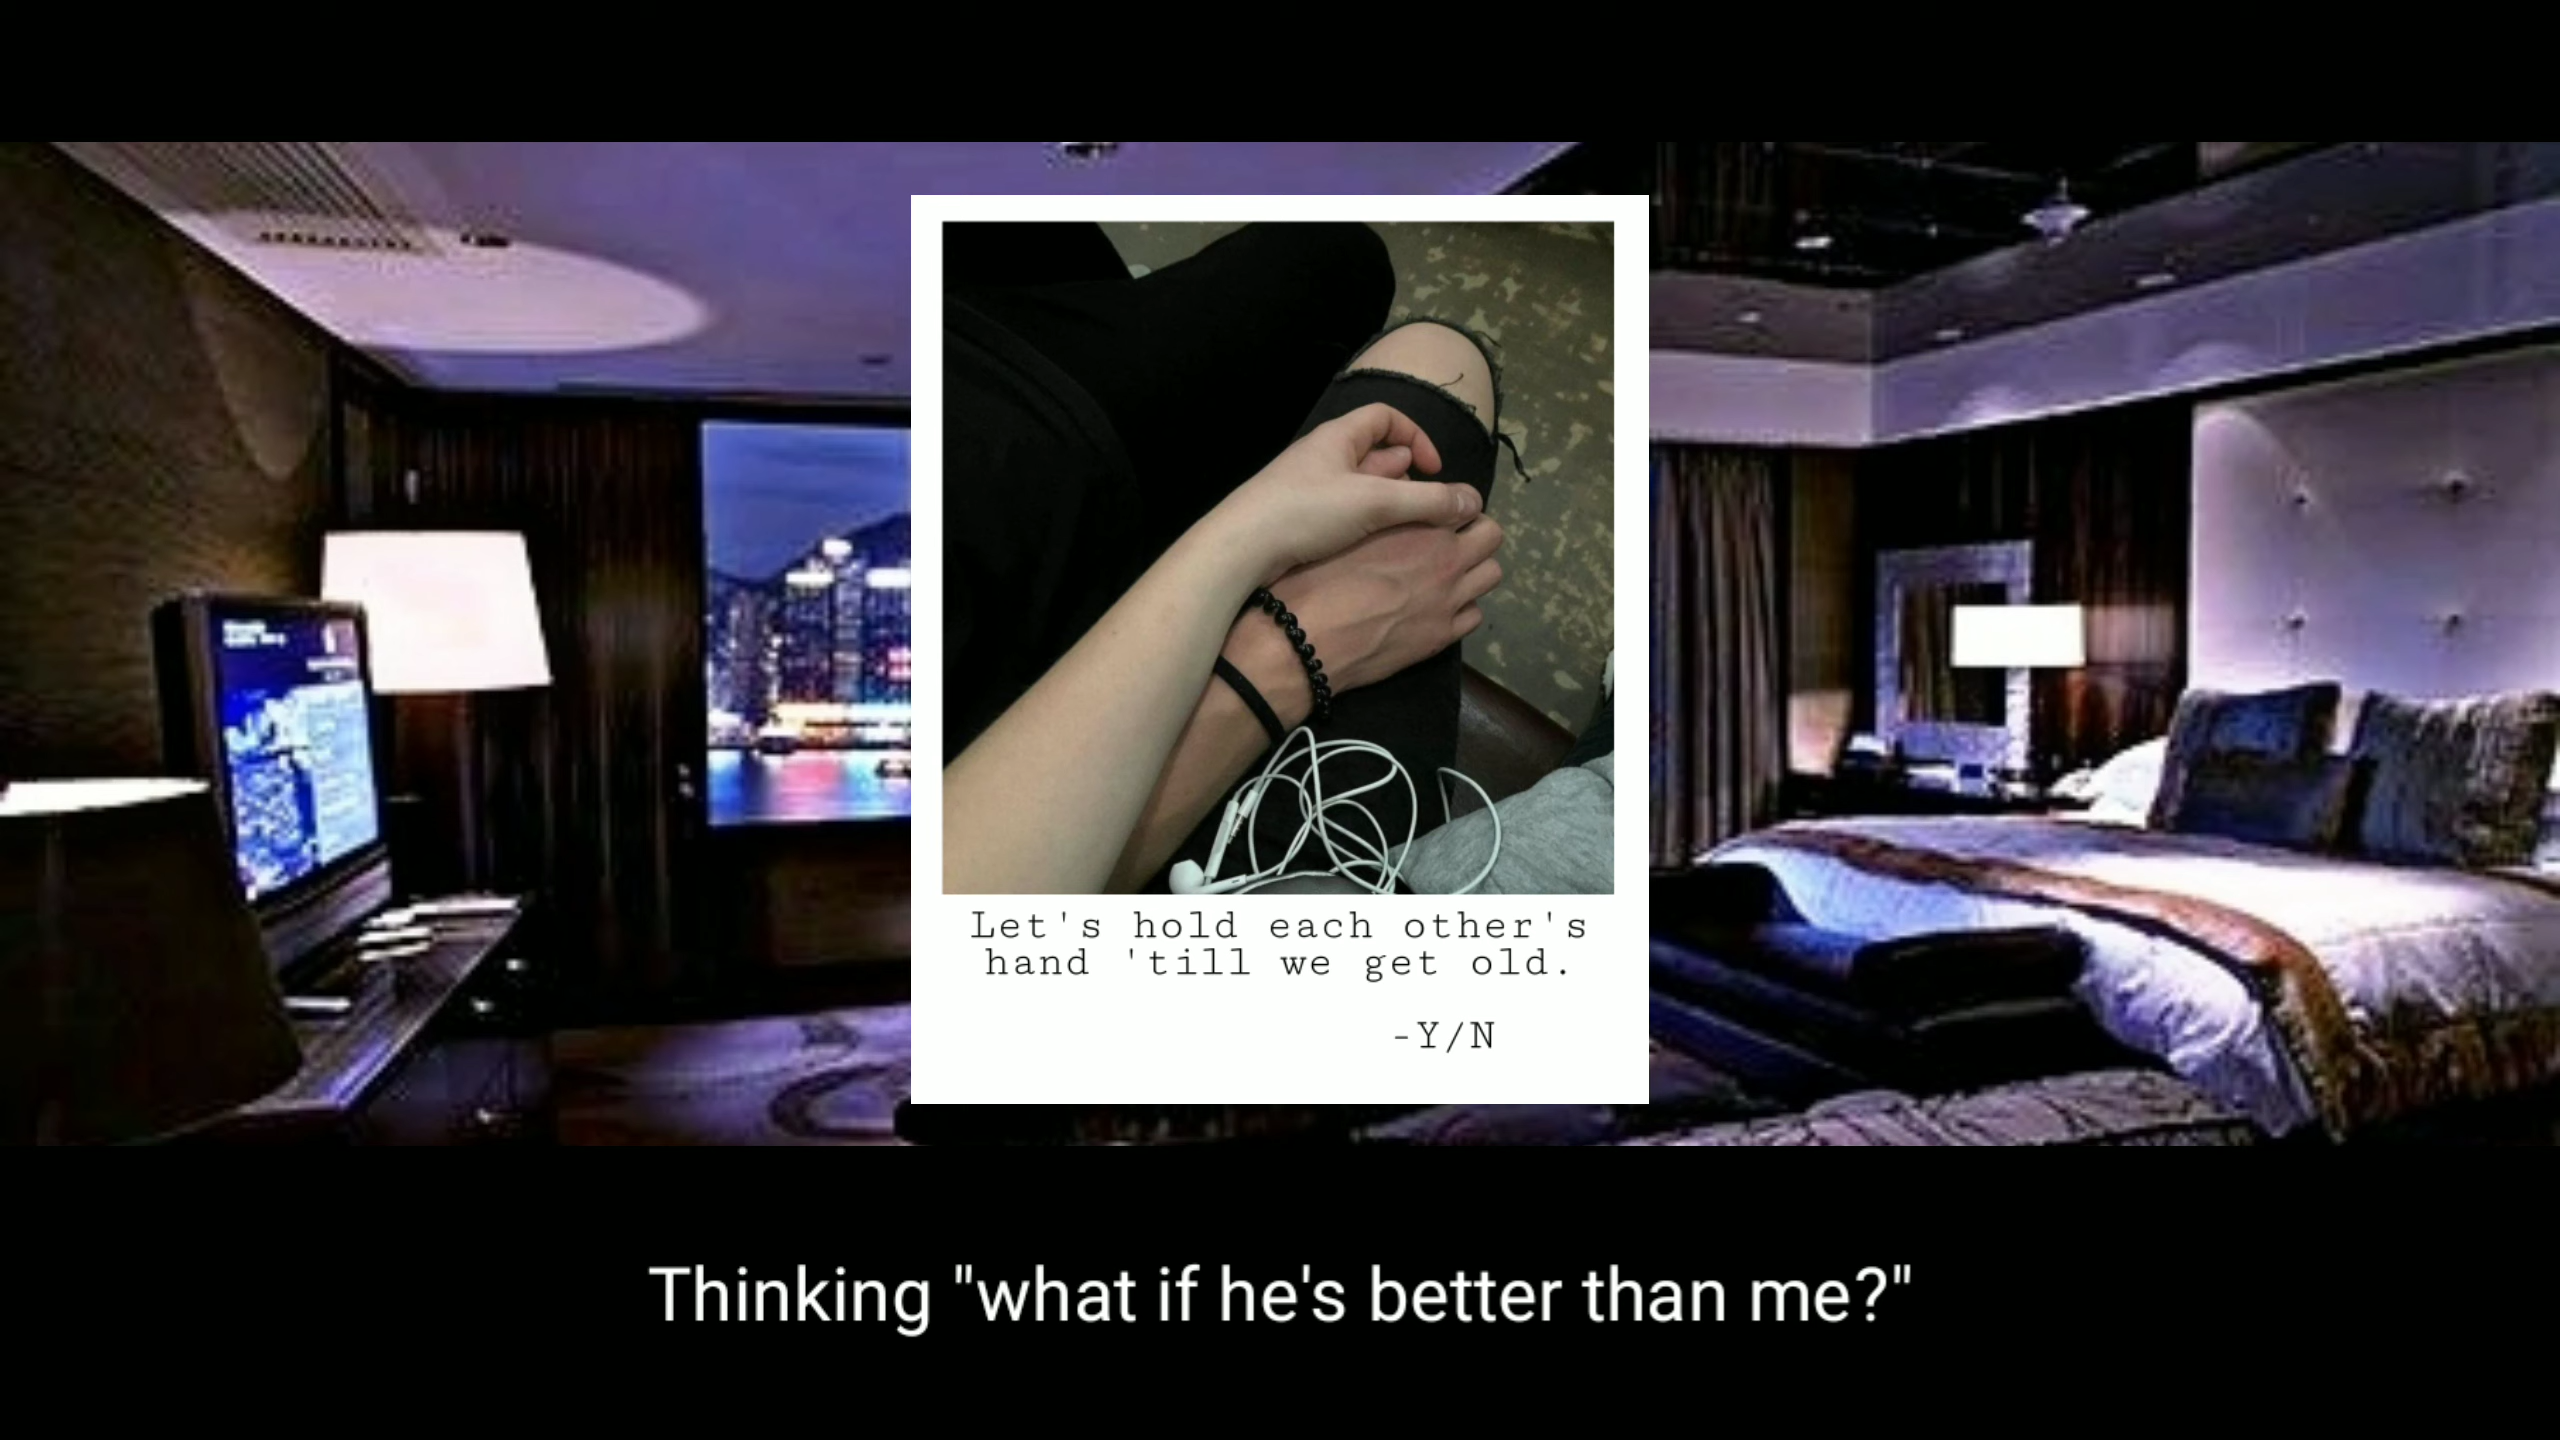 Let's hold each other's
hand 'till we get old.
-Y/N
Thinking "what if he's better than me?"